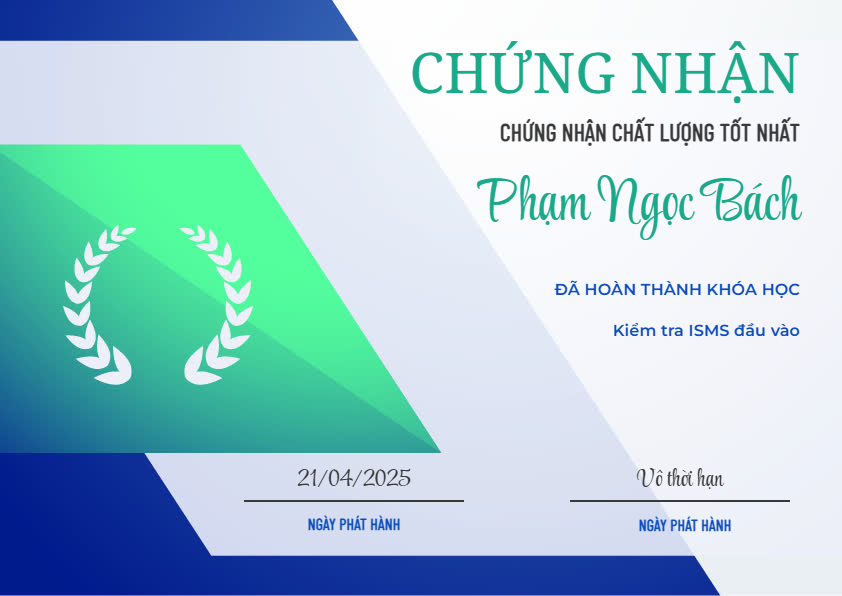 CHỨNG NHẬN
CHỨNG NHẬN CHẤT LƯỢNG TỐT NHẤT
Phạm Ngọc Bách
ĐÃ HOÀN THÀNH KHÓA HỌC
Kiểm tra ISMS đầu vào
21/04/2025
Vô thời hạn
NGÀY PHÁT HÀNH
NGÀY PHÁT HÀNH